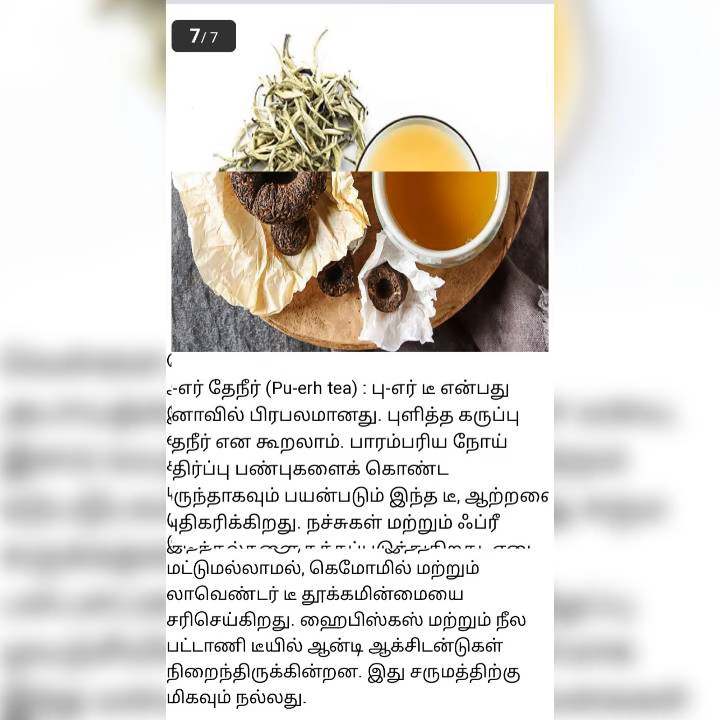 7/7
-எர் தேநீர் (Pu-erh tea) : பு-எர் டீ என்பது
னாவில் பிரபலமானது. புளித்த கருப்பு
தநீர் என கூறலாம். பாரம்பரிய நோய்
திர்ப்பு பண்புகளைக் கொண்ட
ருந்தாகவும் பயன்படும் இந்த டீ, ஆற்றலை
திகரிக்கிறது. நச்சுகள் மற்றும் ஃப்ரீ
மட்டுமல்லாமல், கெமோமில் மற்றும்
லாவெண்டர் டீ தூக்கமின்மையை
சரிசெய்கிறது. ஹைபிஸ்கஸ் மற்றும் நீல
பட்டாணி டீயில் ஆன்டி ஆக்சிடன்டுகள்
நிறைந்திருக்கின்றன. இது சருமத்திற்கு
மிகவும் நல்லது.